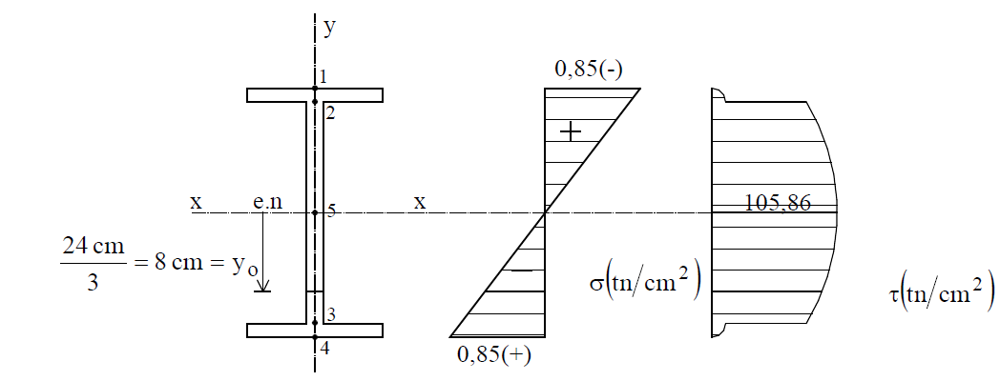 y
0,85(-)
1
2
+
x
e.n
x
5
105,86
24 cm
3
= 8 cm = y₀
−
σ(tn/cm²)
τ(tn/cm²)
3
4
0,85(+)